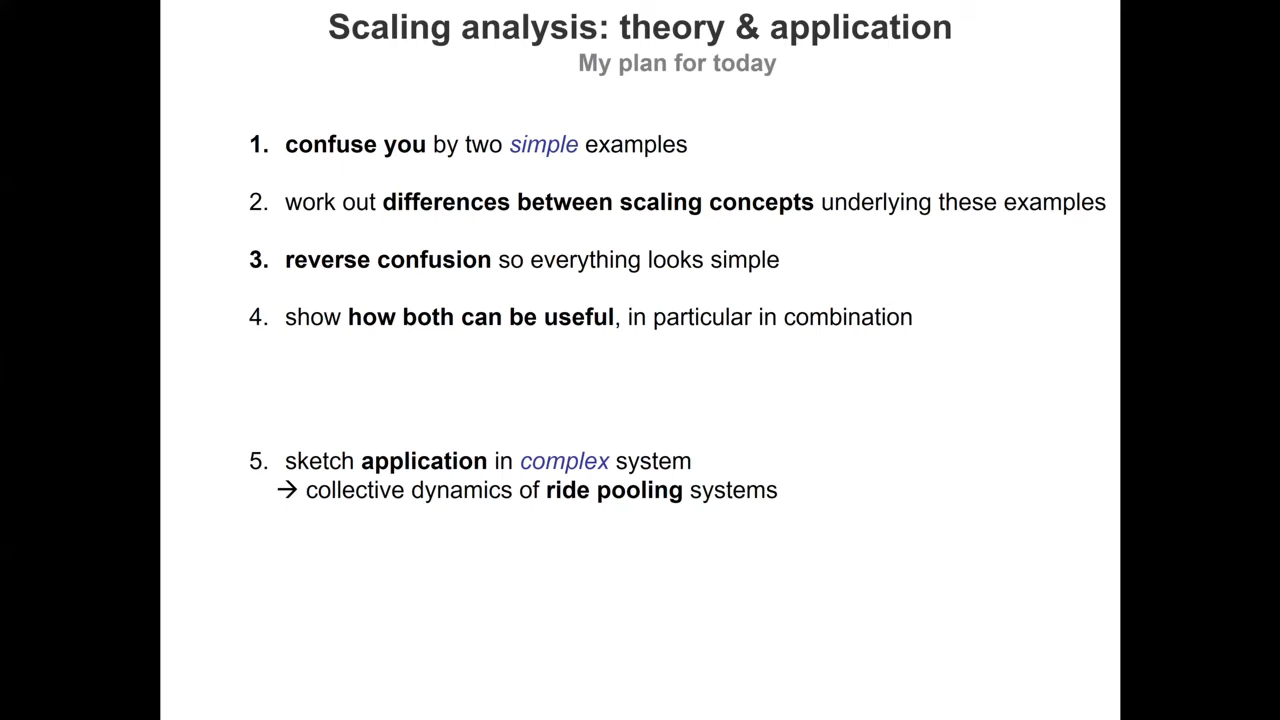 Scaling analysis: theory & application
My plan for today
1. confuse you by two simple examples
2. work out differences between scaling concepts underlying these examples
3. reverse confusion so everything looks simple
4. show how both can be useful, in particular in combination
5. sketch application in complex system
→ collective dynamics of ride pooling systems